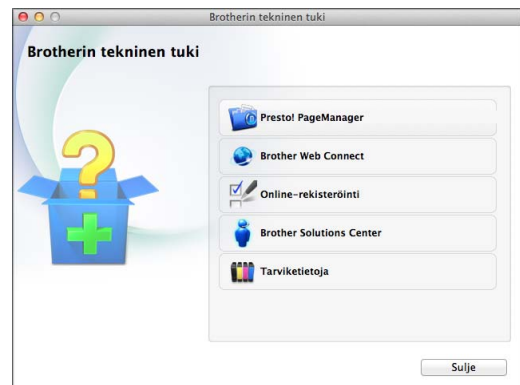 Brotherin tekninen tuki
Brotherin tekninen tuki
Presto! PageManager
Brother Web Connect
Online-rekisteröinti
Brother Solutions Center
Tarviketietoja
Sulje